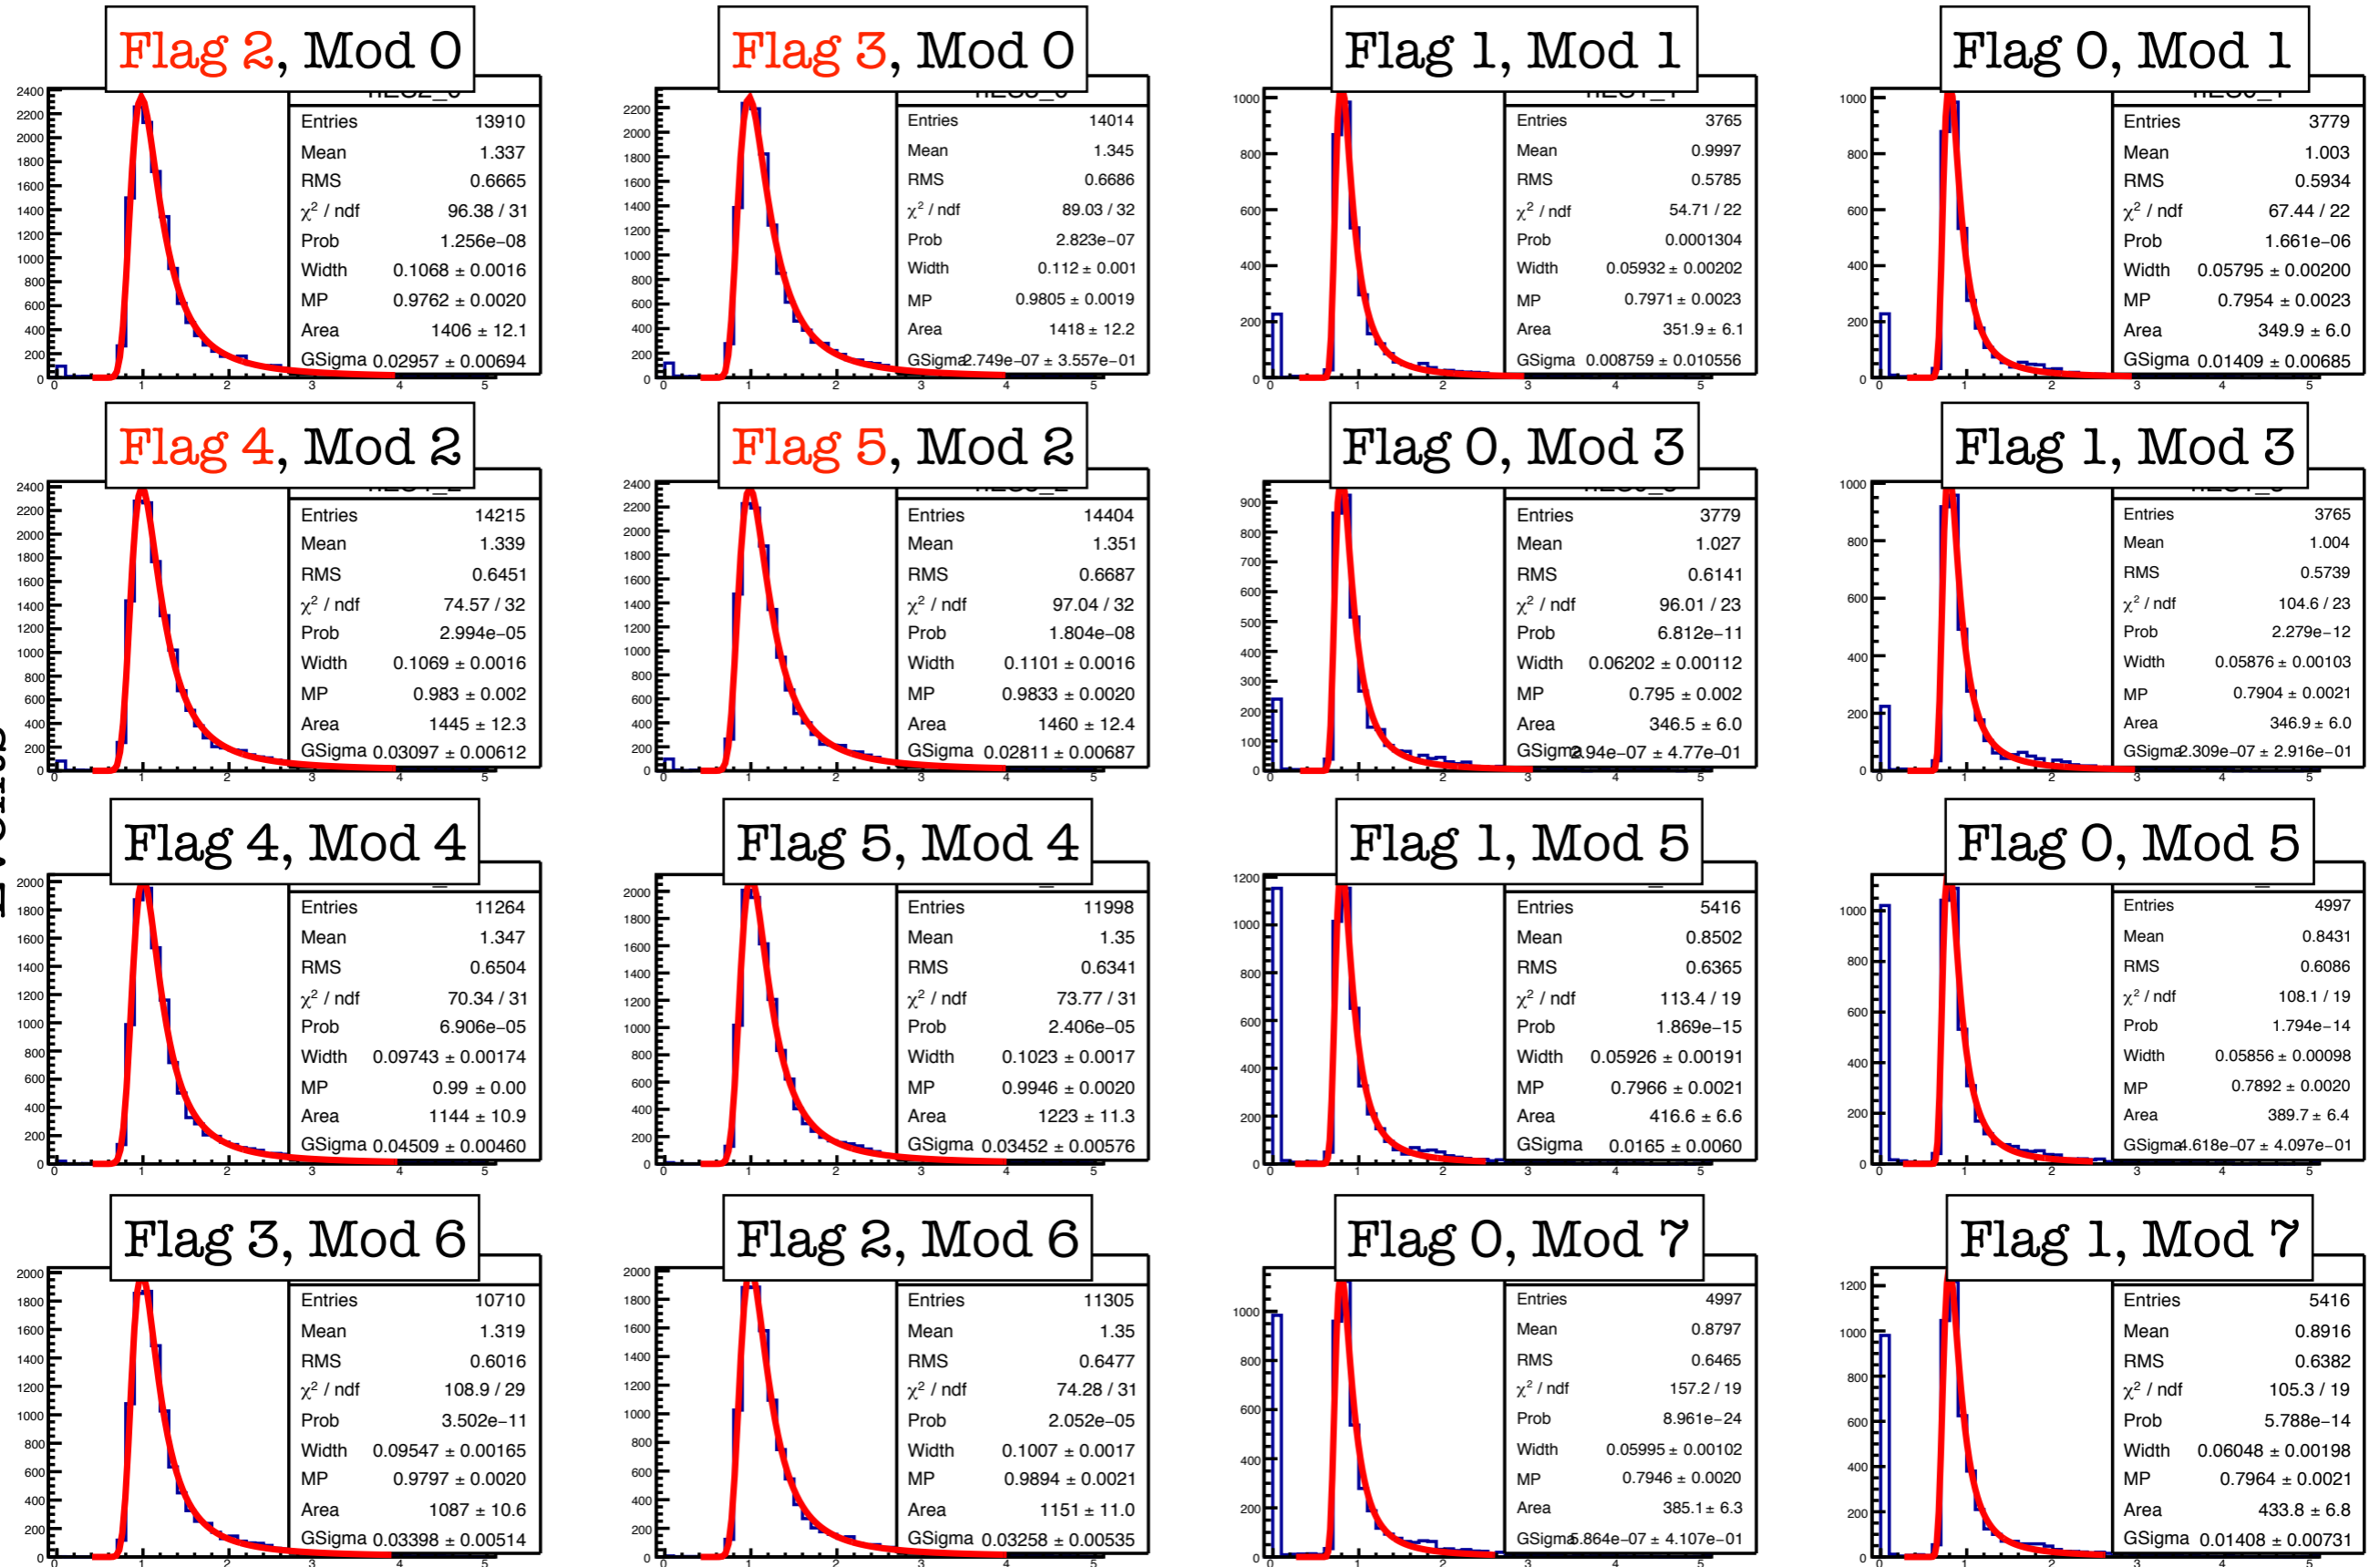 Flag 2, Mod 0
Entries 13910
Mean 1.337
RMS 0.6665
χ² / ndf 96.38 / 31
Prob 1.256e−08
Width 0.1068 ± 0.0016
MP 0.9762 ± 0.0020
Area 1406 ± 12.1
GSigma 0.02957 ± 0.00694
Flag 3, Mod 0
Entries 14014
Mean 1.345
RMS 0.6686
χ² / ndf 89.03 / 32
Prob 2.823e−07
Width 0.112 ± 0.001
MP 0.9805 ± 0.0019
Area 1418 ± 12.2
GSigma 2.749e−07 ± 3.557e−01
Flag 1, Mod 1
Entries 3765
Mean 0.9997
RMS 0.5785
χ² / ndf 54.71 / 22
Prob 0.0001304
Width 0.05932 ± 0.00202
MP 0.7971 ± 0.0023
Area 351.9 ± 6.1
GSigma 0.008759 ± 0.010556
Flag 0, Mod 1
Entries 3779
Mean 1.003
RMS 0.5934
χ² / ndf 67.44 / 22
Prob 1.661e−06
Width 0.05795 ± 0.00200
MP 0.7954 ± 0.0023
Area 349.9 ± 6.0
GSigma 0.01409 ± 0.00685
Flag 4, Mod 2
Entries 14215
Mean 1.339
RMS 0.6451
χ² / ndf 74.57 / 32
Prob 2.994e−05
Width 0.1069 ± 0.0016
MP 0.983 ± 0.002
Area 1445 ± 12.3
GSigma 0.03097 ± 0.00612
Flag 5, Mod 2
Entries 14404
Mean 1.351
RMS 0.6687
χ² / ndf 97.04 / 32
Prob 1.804e−08
Width 0.1101 ± 0.0016
MP 0.9833 ± 0.0020
Area 1460 ± 12.4
GSigma 0.02811 ± 0.00687
Flag 0, Mod 3
Entries 3779
Mean 1.027
RMS 0.6141
χ² / ndf 96.01 / 23
Prob 6.812e−11
Width 0.06202 ± 0.00112
MP 0.795 ± 0.002
Area 346.5 ± 6.0
GSigma 2.94e−07 ± 4.77e−01
Flag 1, Mod 3
Entries 3765
Mean 1.004
RMS 0.5739
χ² / ndf 104.6 / 23
Prob 2.279e−12
Width 0.05876 ± 0.00103
MP 0.7904 ± 0.0021
Area 346.9 ± 6.0
GSigma 2.309e−07 ± 2.916e−01
Flag 4, Mod 4
Entries 11264
Mean 1.347
RMS 0.6504
χ² / ndf 70.34 / 31
Prob 6.906e−05
Width 0.09743 ± 0.00174
MP 0.99 ± 0.00
Area 1144 ± 10.9
GSigma 0.04509 ± 0.00460
Flag 5, Mod 4
Entries 11998
Mean 1.35
RMS 0.6341
χ² / ndf 73.77 / 31
Prob 2.406e−05
Width 0.1023 ± 0.0017
MP 0.9946 ± 0.0020
Area 1223 ± 11.3
GSigma 0.03452 ± 0.00576
Flag 1, Mod 5
Entries 5416
Mean 0.8502
RMS 0.6365
χ² / ndf 113.4 / 19
Prob 1.869e−15
Width 0.05926 ± 0.00191
MP 0.7966 ± 0.0021
Area 416.6 ± 6.6
GSigma 0.0165 ± 0.0060
Flag 0, Mod 5
Entries 4997
Mean 0.8431
RMS 0.6086
χ² / ndf 108.1 / 19
Prob 1.794e−14
Width 0.05856 ± 0.00098
MP 0.7892 ± 0.0020
Area 389.7 ± 6.4
GSigma 4.618e−07 ± 4.097e−01
Flag 3, Mod 6
Entries 10710
Mean 1.319
RMS 0.6016
χ² / ndf 108.9 / 29
Prob 3.502e−11
Width 0.09547 ± 0.00165
MP 0.9797 ± 0.0020
Area 1087 ± 10.6
GSigma 0.03398 ± 0.00514
Flag 2, Mod 6
Entries 11305
Mean 1.35
RMS 0.6477
χ² / ndf 74.28 / 31
Prob 2.052e−05
Width 0.1007 ± 0.0017
MP 0.9894 ± 0.0021
Area 1151 ± 11.0
GSigma 0.03258 ± 0.00535
Flag 0, Mod 7
Entries 4997
Mean 0.8797
RMS 0.6465
χ² / ndf 157.2 / 19
Prob 8.961e−24
Width 0.05995 ± 0.00102
MP 0.7946 ± 0.0020
Area 385.1 ± 6.3
GSigma 5.864e−07 ± 4.107e−01
Flag 1, Mod 7
Entries 5416
Mean 0.8916
RMS 0.6382
χ² / ndf 105.3 / 19
Prob 5.788e−14
Width 0.06048 ± 0.00198
MP 0.7964 ± 0.0021
Area 433.8 ± 6.8
GSigma 0.01408 ± 0.00731